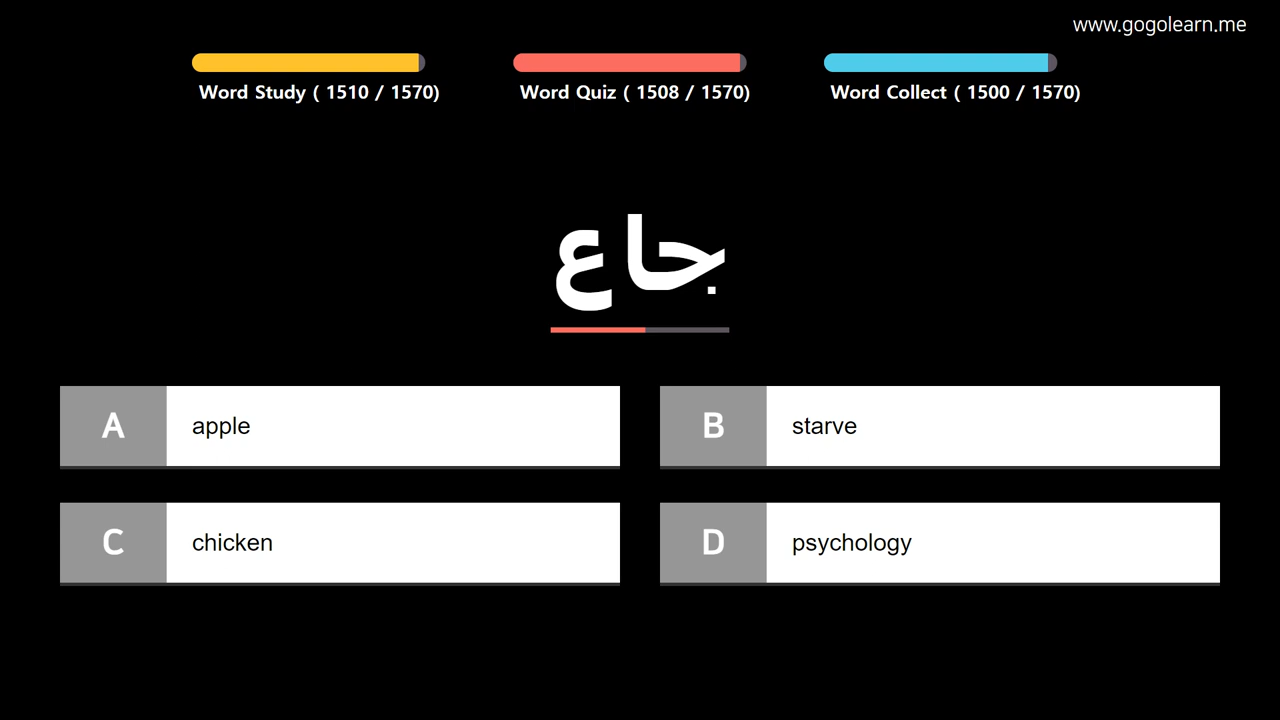 www.gogolearn.me
Word Study ( 1510 / 1570)
Word Quiz ( 1508 / 1570)
Word Collect ( 1500 / 1570)
جاع
A apple
B starve
C chicken
D psychology